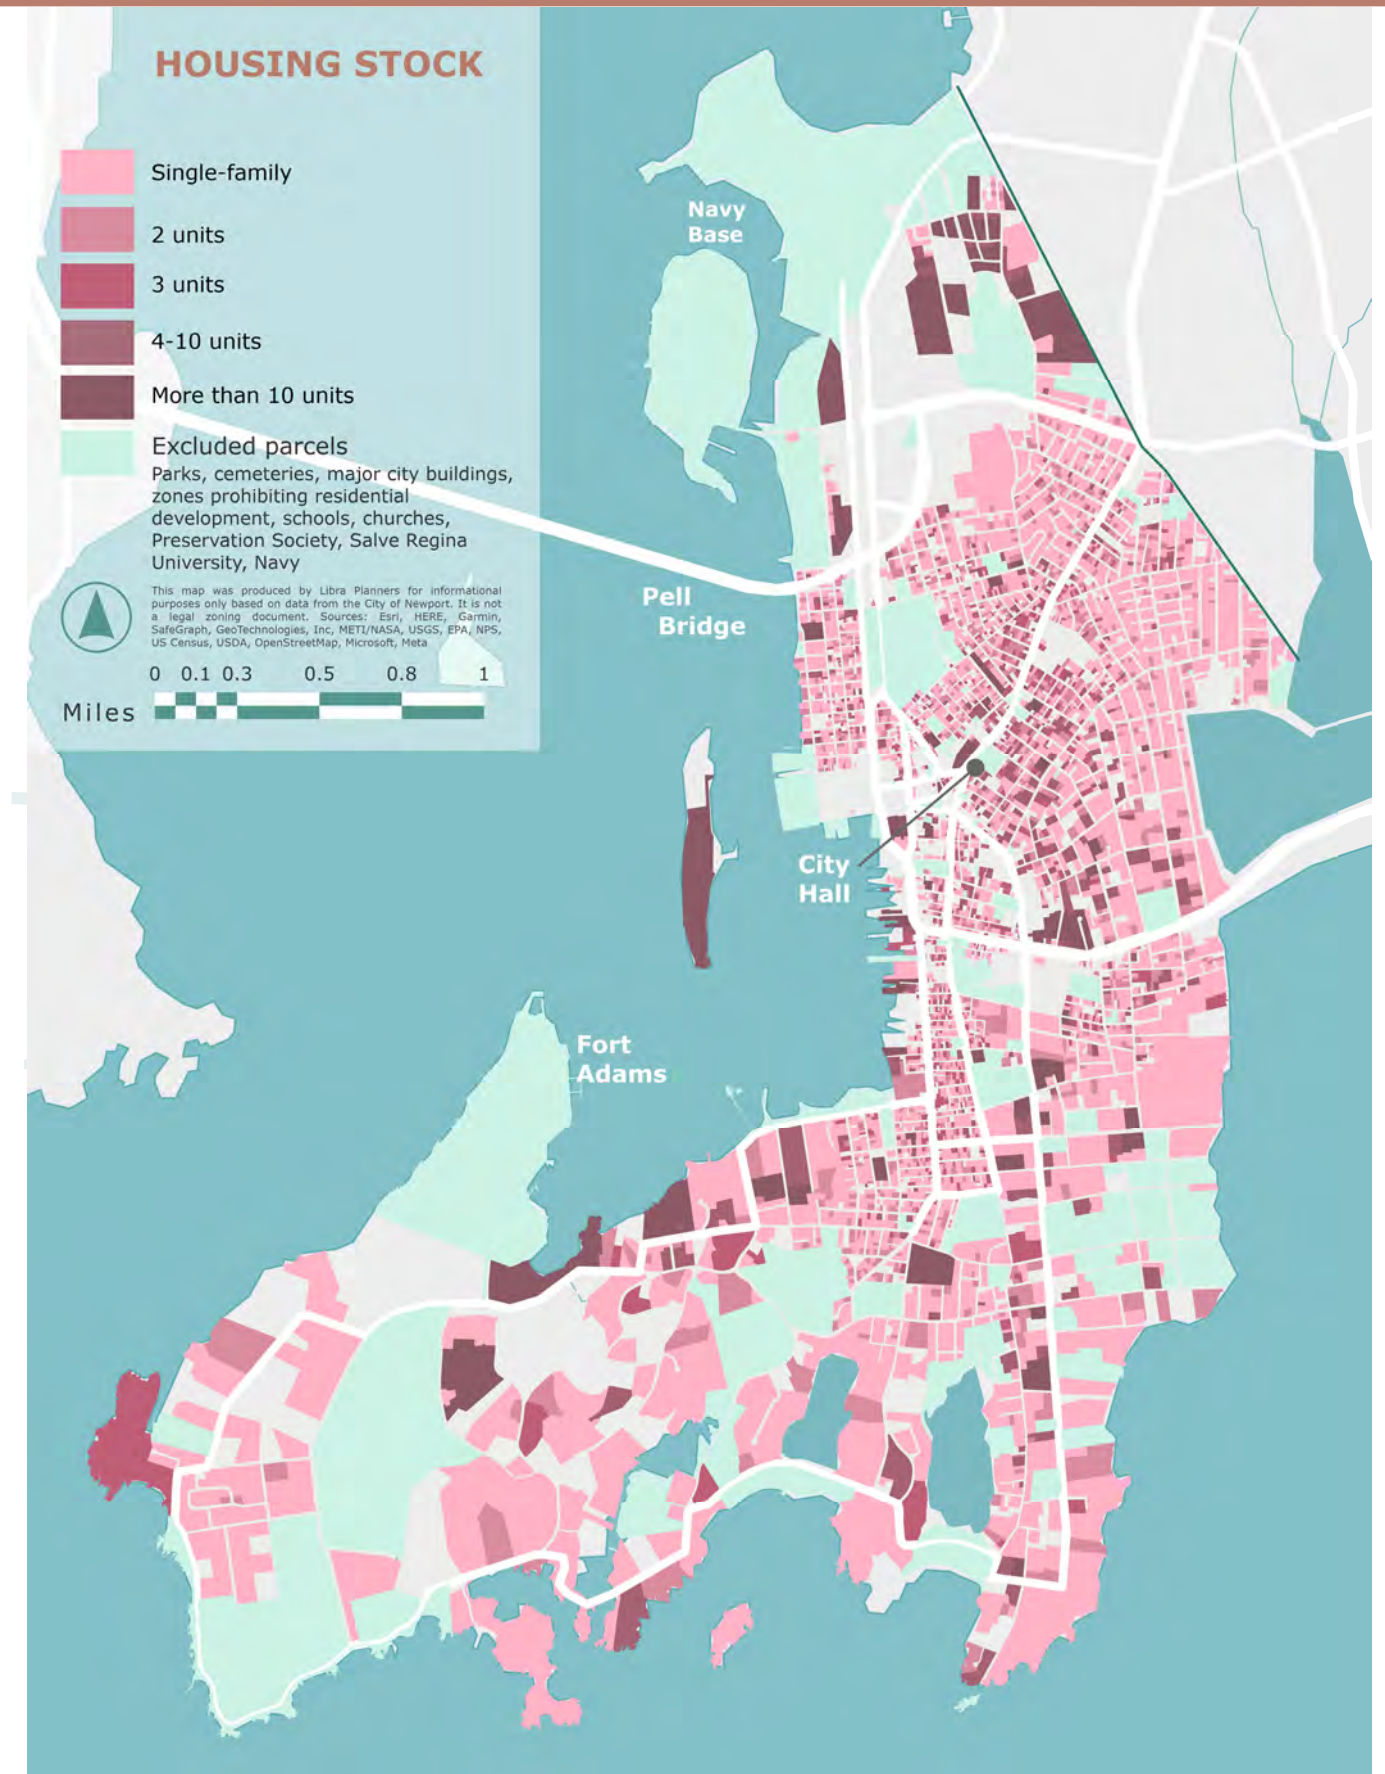 HOUSING STOCK
Single-family
2 units
3 units
4-10 units
More than 10 units
Excluded parcels
Parks, cemeteries, major city buildings,
zones prohibiting residential
development, schools, churches,
Preservation Society, Salve Regina
University, Navy
This map was produced by Libra Planners for informational
purposes only based on data from the City of Newport. It is not
a legal zoning document. Sources: Esri, HERE, Garmin,
SafeGraph, GeoTechnologies, Inc, METI/NASA, USGS, EPA, NPS,
US Census, USDA, OpenStreetMap, Microsoft, Meta
0 0.1 0.3 0.5 0.8 1
Miles
Navy
Base
Pell
Bridge
City
Hall
Fort
Adams